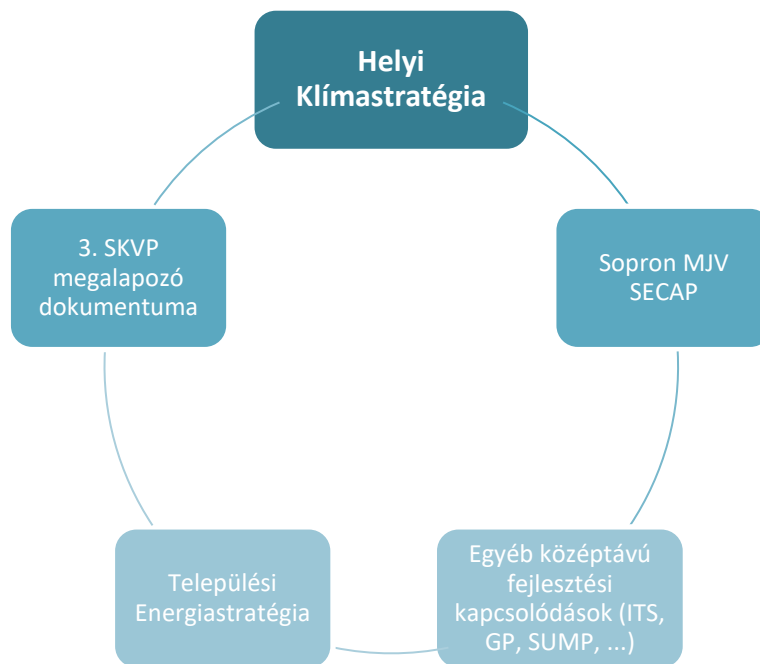 Helyi
Klímastratégia
Sopron MJV
SECAP
Egyéb középtávú
fejlesztési
kapcsolódások (ITS,
GP, SUMP, ...)
Települési
Energiastratégia
3. SKVP
megalapozó
dokumentuma